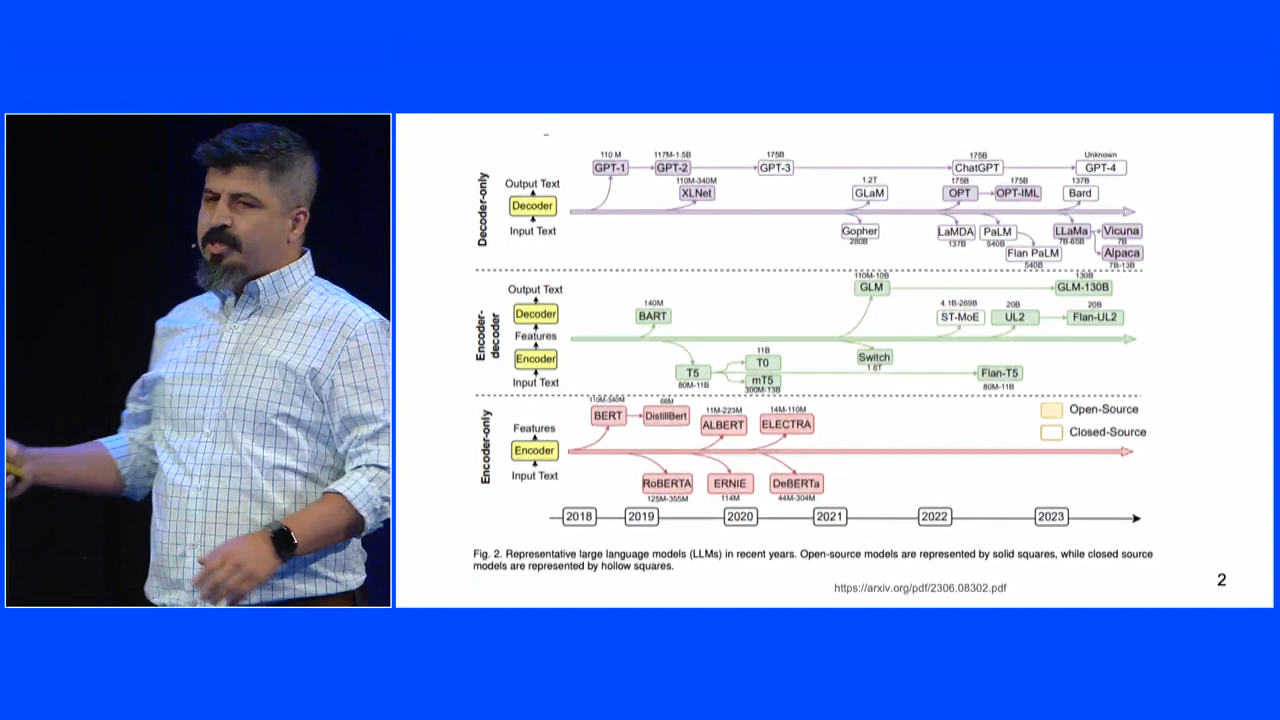 110 M
GPT-1
117M-1.5B
GPT-2
175B
GPT-3
175B
ChatGPT
Unknown
GPT-4
110M-340M
XLNet
1.2T
GLaM
175B
OPT
175B
OPT-IML
137B
Bard
Decoder-only
Output Text
Decoder
Input Text
Gopher
280B
LaMDA
137B
PaLM
540B
Flan PaLM
540B
LLaMa
7B-65B
Vicuna
7B
Alpaca
7B-13B
Encoder-
decoder
Output Text
Decoder
Features
Encoder
Input Text
110M-10B
GLM
130B
GLM-130B
140M
BART
4.1B-269B
ST-MoE
20B
UL2
20B
Flan-UL2
T5
80M-11B
11B
T0
mT5
300M-13B
Switch
1.6T
Flan-T5
80M-11B
Encoder-only
Features
Encoder
Input Text
110M-340M
BERT
66M
DistillBert
11M-223M
ALBERT
14M-110M
ELECTRA
RoBERTA
125M-355M
ERNIE
114M
DeBERTa
44M-304M
Open-Source
Closed-Source
2018
2019
2020
2021
2022
2023
Fig. 2. Representative large language models (LLMs) in recent years. Open-source models are represented by solid squares, while closed source
models are represented by hollow squares.
https://arxiv.org/pdf/2306.08302.pdf
2